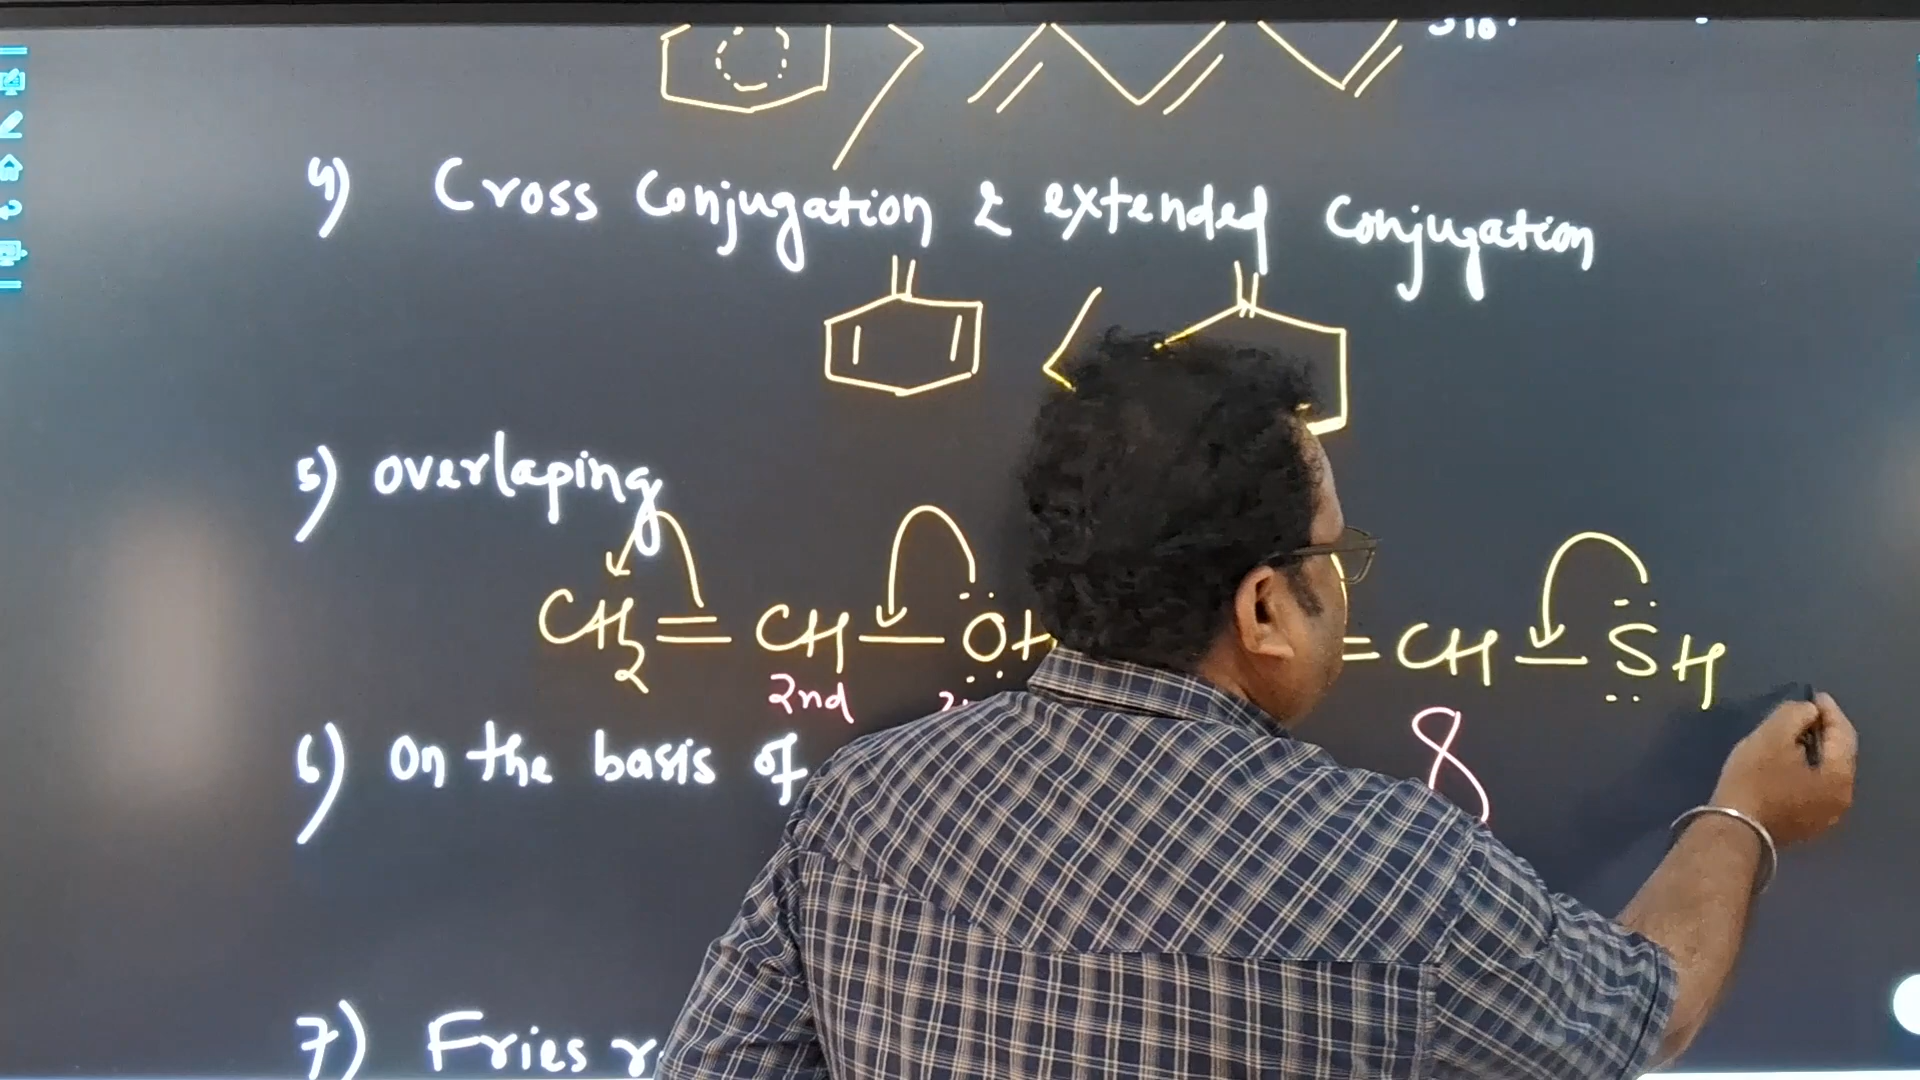 4) Cross Conjugation & extended Conjugation
5) overlaping
CH2 = CH — OH = CH — SH
2nd
8
6) On the basis of
7) Fries